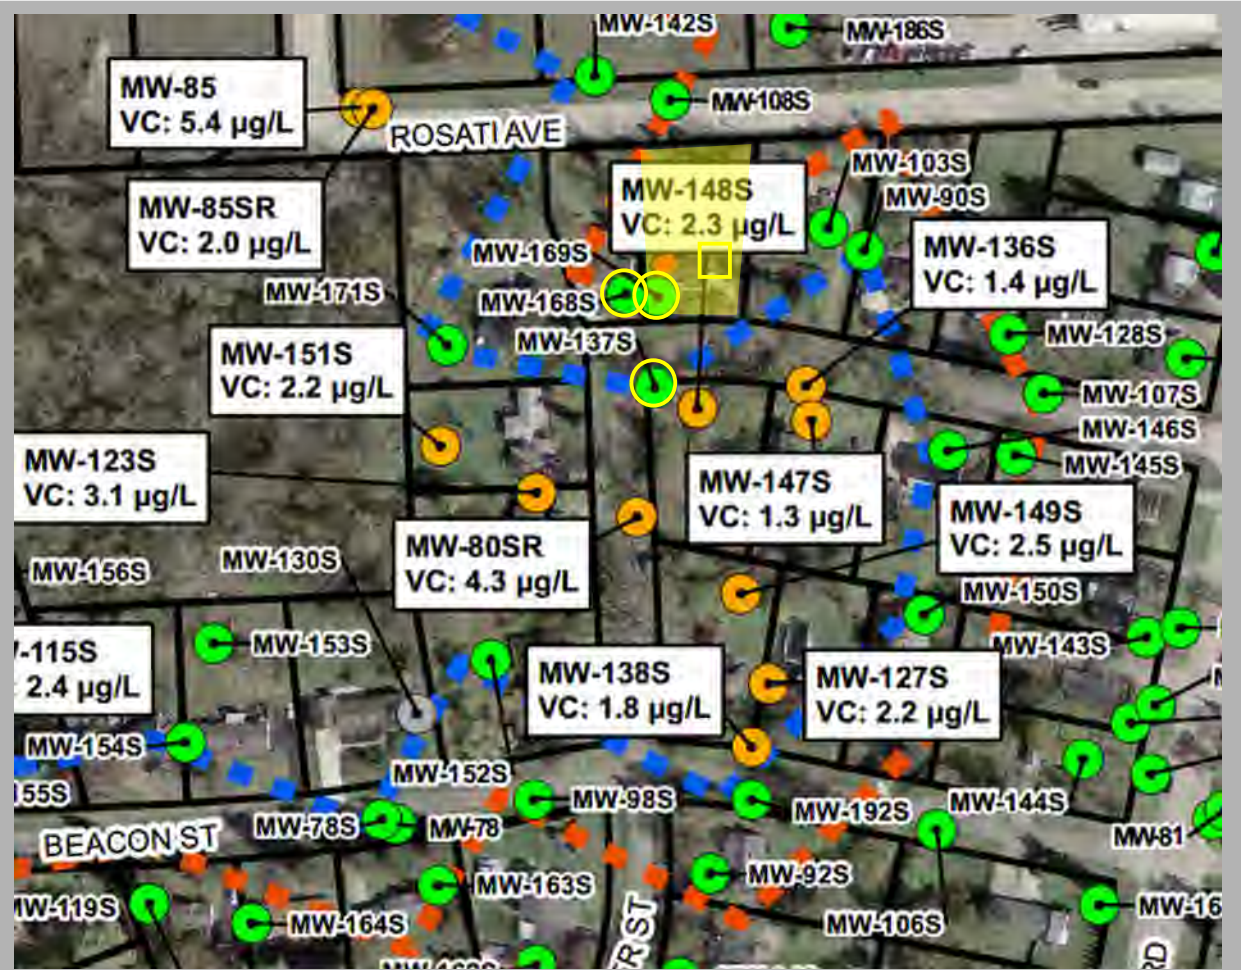 MW-142S
MW-186S
MW-85
VC: 5.4 µg/L
MW-108S
ROSATI AVE
MW-103S
MW-148S
VC: 2.3 µg/L
MW-90S
MW-85SR
VC: 2.0 µg/L
MW-169S
MW-136S
VC: 1.4 µg/L
MW-171S
MW-168S
MW-137S
MW-128S
MW-151S
VC: 2.2 µg/L
MW-107S
MW-146S
MW-145S
MW-123S
VC: 3.1 µg/L
MW-147S
VC: 1.3 µg/L
MW-149S
VC: 2.5 µg/L
MW-80SR
VC: 4.3 µg/L
MW-130S
MW-156S
MW-150S
MW-153S
MW-143S
-115S
2.4 µg/L
MW-138S
VC: 1.8 µg/L
MW-127S
VC: 2.2 µg/L
MW-154S
MW-152S
155S
MW-98S
MW-192S
MW-144S
MW-78S
MW-78
MW-81
BEACON ST
MW-92S
MW-163S
MW-119S
MW-164S
MW-106S
MW-16
ER ST